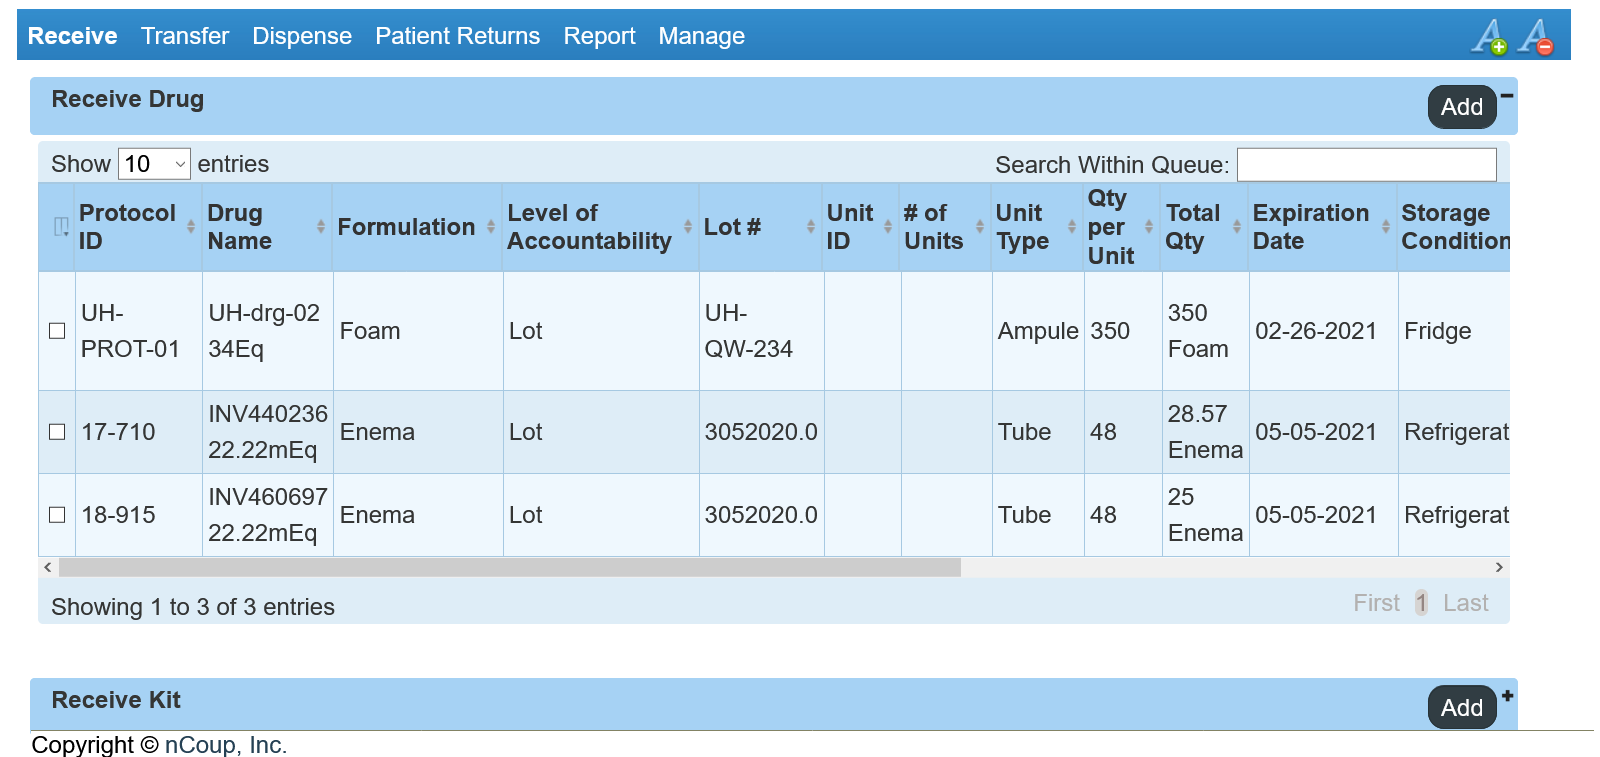 Receive Transfer Dispense Patient Returns Report Manage
Receive Drug
Add
Show 10 entries
Search Within Queue:
Protocol ID
Drug Name
Formulation
Level of Accountability
Lot #
Unit ID
# of Units
Unit Type
Qty per Unit
Total Qty
Expiration Date
Storage Condition
UH-
PROT-01
UH-drg-02
34Eq
Foam
Lot
UH-
QW-234
Ampule
350
350
Foam
02-26-2021
Fridge
17-710
INV440236
22.22mEq
Enema
Lot
3052020.0
Tube
48
28.57
Enema
05-05-2021
Refrigerat
18-915
INV460697
22.22mEq
Enema
Lot
3052020.0
Tube
48
25
Enema
05-05-2021
Refrigerat
Showing 1 to 3 of 3 entries
First 1 Last
Receive Kit
Add
Copyright © nCoup, Inc.